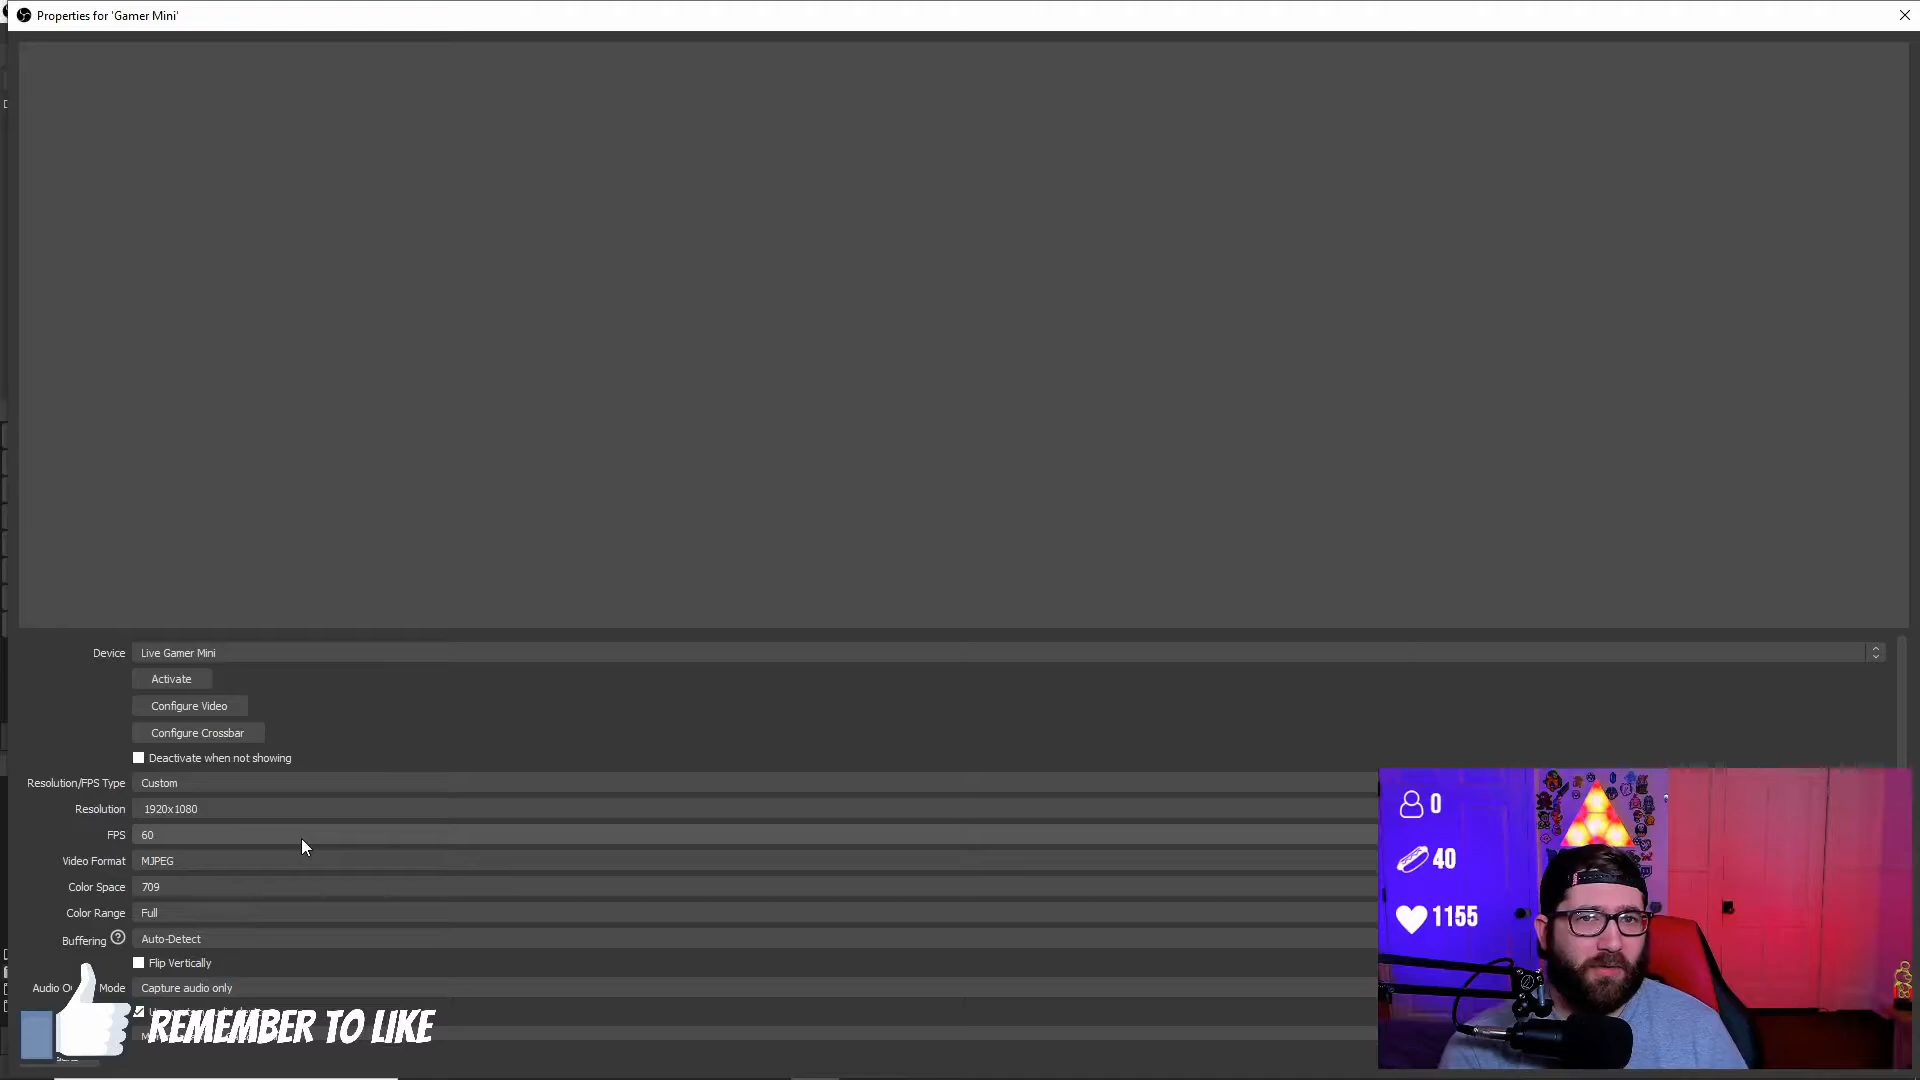 Properties for 'Gamer Mini'
Device Live Gamer Mini
Activate
Configure Video
Configure Crossbar
Deactivate when not showing
Resolution/FPS Type Custom
Resolution 1920x1080
FPS 60
Video Format MJPEG
Color Space 709
Color Range Full
Buffering Auto-Detect
Flip Vertically
Audio Mode Capture audio only
REMEMBER TO LIKE
0
40
1155